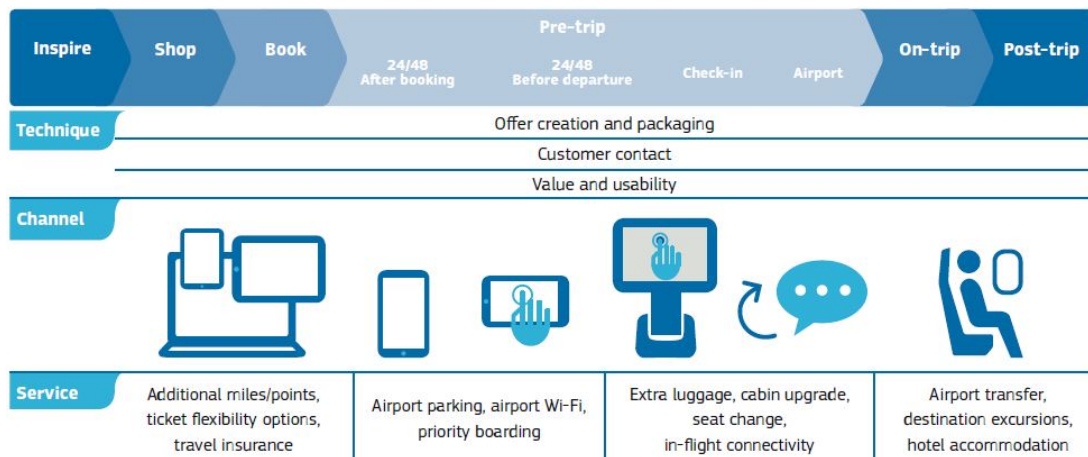 Inspire
Shop
Book
Pre-trip
24/48
After booking
24/48
Before departure
Check-in
Airport
On-trip
Post-trip
Technique
Offer creation and packaging
Customer contact
Value and usability
Channel
Service
Additional miles/points,
ticket flexibility options,
travel insurance
Airport parking, airport Wi-Fi,
priority boarding
Extra luggage, cabin upgrade,
seat change,
in-flight connectivity
Airport transfer,
destination excursions,
hotel accommodation